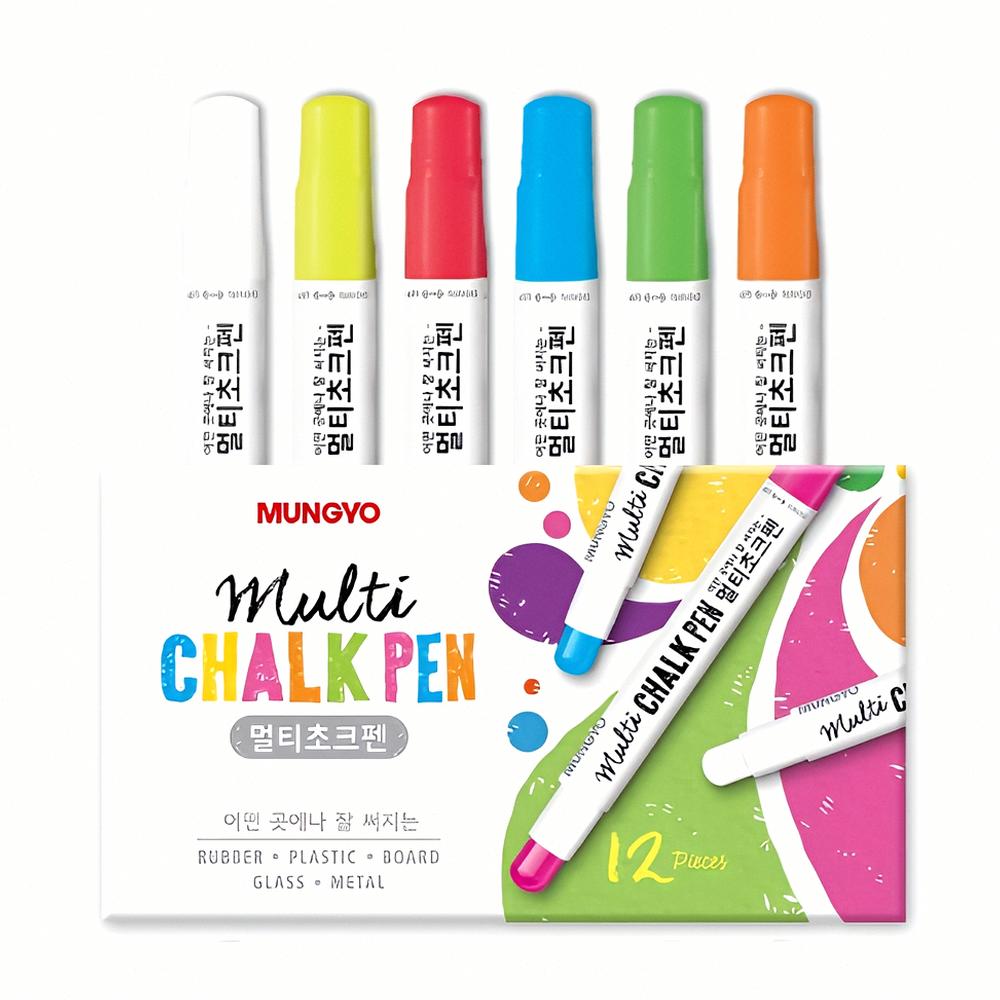 멀티초크펜
멀티초크펜
멀티초크펜
멀티초크펜
멀티초크펜
멀티초크펜
MUNGYO
Multi
CHALK PEN
멀티초크펜
어떤 곳에나 잘 써지는
RUBBER • PLASTIC • BOARD
GLASS • METAL
MUNGYO
Multi
MUNGYO
Multi CHALK PEN 멀티초크펜
MUNGYO
Multi
12 Pieces